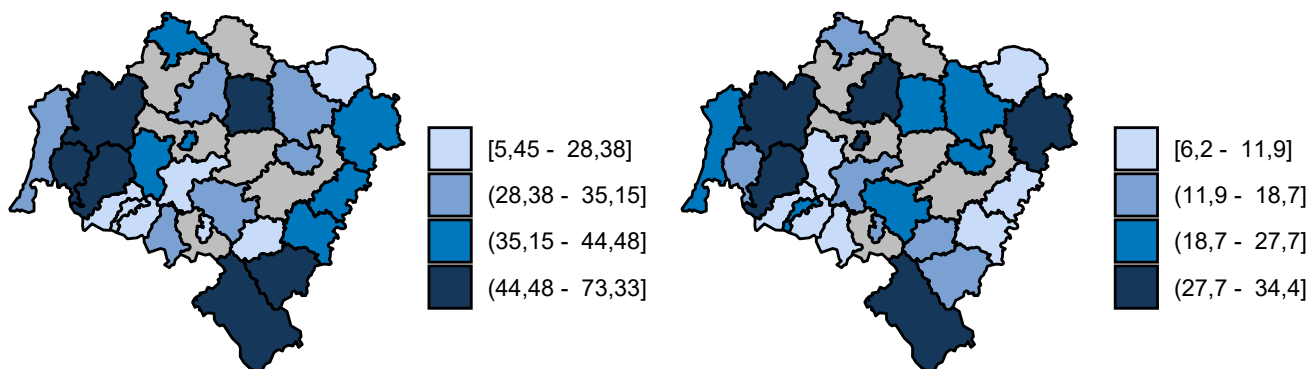 [5,45 - 28,38]
(28,38 - 35,15]
(35,15 - 44,48]
(44,48 - 73,33]
[6,2 - 11,9]
(11,9 - 18,7]
(18,7 - 27,7]
(27,7 - 34,4]